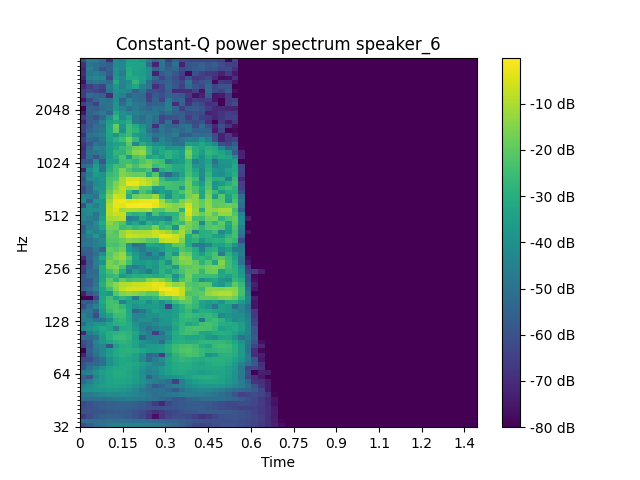 Constant-Q power spectrum speaker_6
Hz
2048
1024
512
256
128
64
32
0 0.15 0.3 0.45 0.6 0.75 0.9 1.1 1.2 1.4
Time
-10 dB
-20 dB
-30 dB
-40 dB
-50 dB
-60 dB
-70 dB
-80 dB